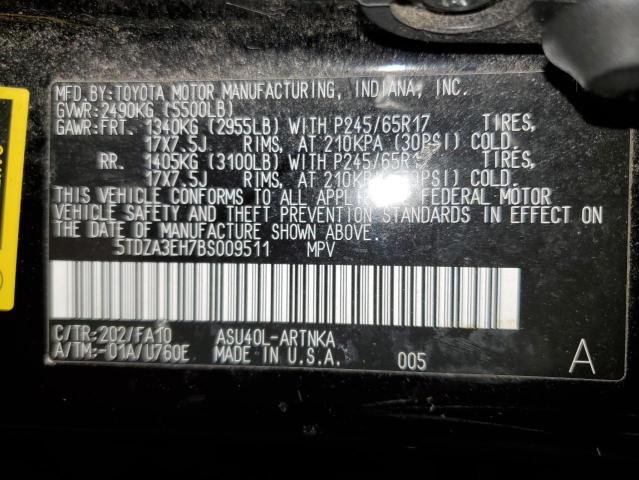 MFD.BY:TOYOTA MOTOR MANUFACTURING, INDIANA, INC.
GVWR:2490KG (5500LB)
GAWR:FRT. 1340KG (2955LB) WITH P245/65R17 TIRES,
17X7.5J RIMS, AT 210KPA (30PSI) COLD.
RR. 1405KG (3100LB) WITH P245/65R TIRES,
17X7.5J RIMS, AT 210KPA PSI) COLD.
THIS VEHICLE CONFORMS TO ALL FEDERAL MOTOR
VEHICLE SAFETY AND THEFT PREVENTION STANDARDS IN EFFECT ON
THE DATE OF MANUFACTURE SHOWN ABOVE.
5TDZA3EH7BS009511 MPV
C/TR:202/FA10 ASU40L-ARTNKA
A/TM:-01A/U760E MADE IN U.S.A. 005 A